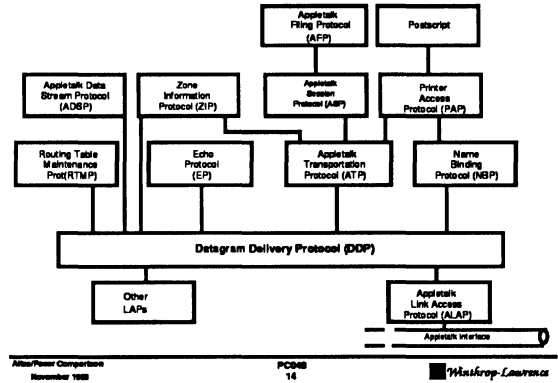 Appletalk
Filing Protocol
(AFP)
Postscript
Appletalk Data
Stream Protocol
(ADSP)
Zone
Information
Protocol (ZIP)
Appletalk
Session
Protocol (ASP)
Printer
Access
Protocol (PAP)
Routing Table
Maintenance
Prot(RTMP)
Echo
Protocol
(EP)
Appletalk
Transportation
Protocol (ATP)
Name
Binding
Protocol (NBP)
Datagram Delivery Protocol (DDP)
Other
LAPs
Appletalk
Link Access
Protocol (ALAP)
Appletalk Interface
Comparison
PC049
November
14
Winthrop-Lawrence